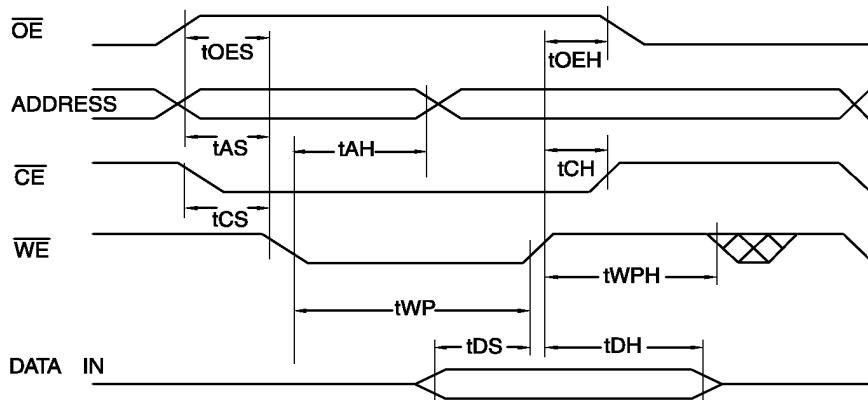 OE
tOES
tOEH
ADDRESS
tAS
tAH
tCH
CE
tCS
WE
tWPH
tWP
tDS
tDH
DATA IN